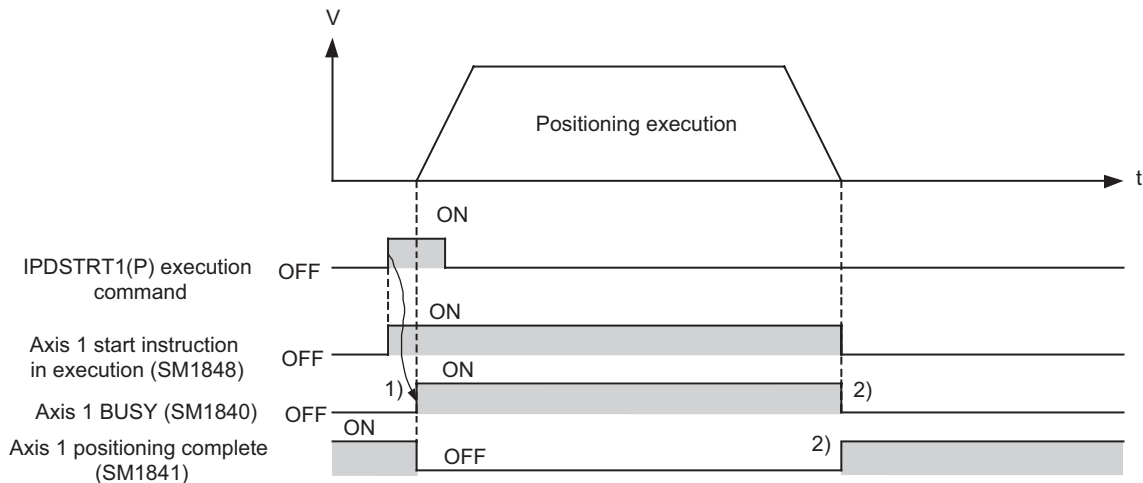 V
Positioning execution
t
ON
IPDSTRT1(P) execution
command
OFF
ON
Axis 1 start instruction
in execution (SM1848)
OFF
ON
1)
2)
Axis 1 BUSY (SM1840)
OFF
ON
Axis 1 positioning complete
(SM1841)
OFF
2)